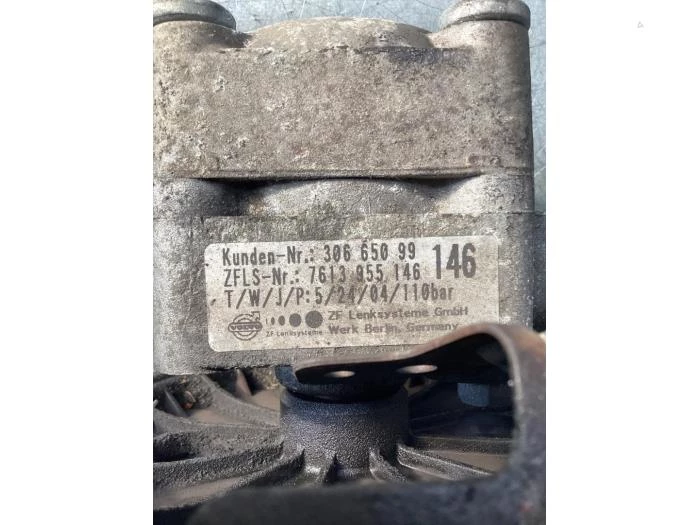 Kunden-Nr.: 306 650 99
ZFLS-Nr.: 7613 955 146 146
T/W/J/P:5/24/04/110bar
VOLVO ZF Lenksysteme ZF Lenksysteme GmbH
Werk Berlin, Germany